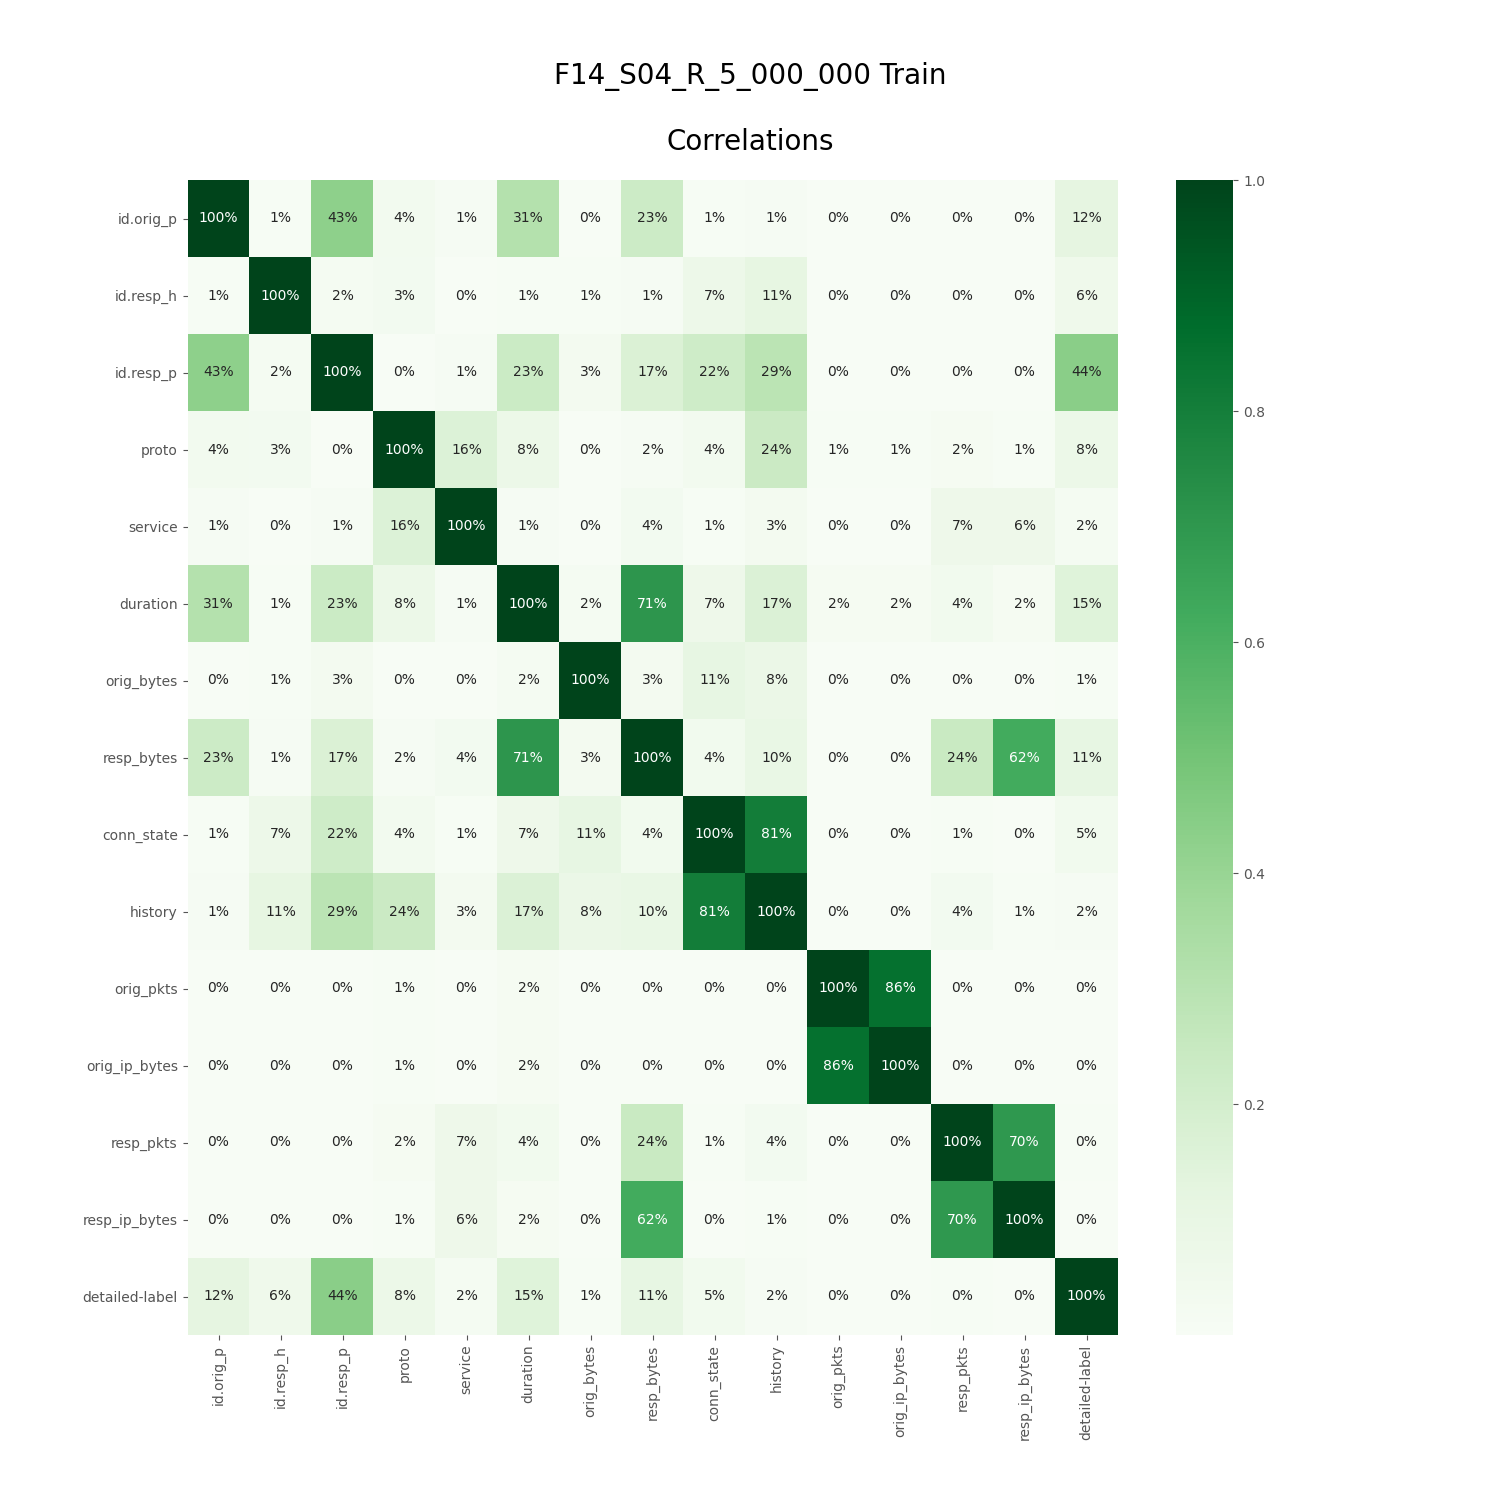 F14_S04_R_5_000_000 Train
Correlations
id.orig_p 100% 1% 43% 4% 1% 31% 0% 23% 1% 1% 0% 0% 0% 0% 12%
id.resp_h 1% 100% 2% 3% 0% 1% 1% 1% 7% 11% 0% 0% 0% 0% 6%
id.resp_p 43% 2% 100% 0% 1% 23% 3% 17% 22% 29% 0% 0% 0% 0% 44%
proto 4% 3% 0% 100% 16% 8% 0% 2% 4% 24% 1% 1% 2% 1% 8%
service 1% 0% 1% 16% 100% 1% 0% 4% 1% 3% 0% 0% 7% 6% 2%
duration 31% 1% 23% 8% 1% 100% 2% 71% 7% 17% 2% 2% 4% 2% 15%
orig_bytes 0% 1% 3% 0% 0% 2% 100% 3% 11% 8% 0% 0% 0% 0% 1%
resp_bytes 23% 1% 17% 2% 4% 71% 3% 100% 4% 10% 0% 0% 24% 62% 11%
conn_state 1% 7% 22% 4% 1% 7% 11% 4% 100% 81% 0% 0% 1% 0% 5%
history 1% 11% 29% 24% 3% 17% 8% 10% 81% 100% 0% 0% 4% 1% 2%
orig_pkts 0% 0% 0% 1% 0% 2% 0% 0% 0% 0% 100% 86% 0% 0% 0%
orig_ip_bytes 0% 0% 0% 1% 0% 2% 0% 0% 0% 0% 86% 100% 0% 0% 0%
resp_pkts 0% 0% 0% 2% 7% 4% 0% 24% 1% 4% 0% 0% 100% 70% 0%
resp_ip_bytes 0% 0% 0% 1% 6% 2% 0% 62% 0% 1% 0% 0% 70% 100% 0%
detailed-label 12% 6% 44% 8% 2% 15% 1% 11% 5% 2% 0% 0% 0% 0% 100%
id.orig_p id.resp_h id.resp_p proto service duration orig_bytes resp_bytes conn_state history orig_pkts orig_ip_bytes resp_pkts resp_ip_bytes detailed-label
1.0
0.8
0.6
0.4
0.2